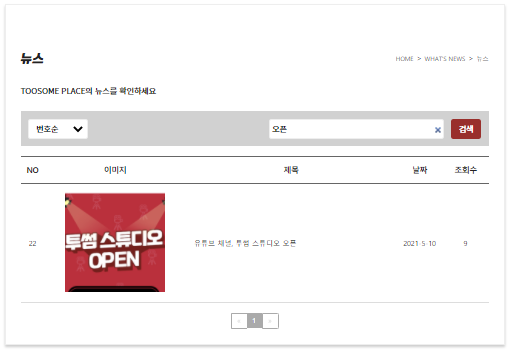 뉴스
HOME > WHAT'S NEWS > 뉴스
TOOSOME PLACE의 뉴스를 확인하세요
번호순 오픈 × 검색
NO 이미지 제목 날짜 조회수
투썸 스튜디오
OPEN
22 유튜브 채널, 투썸 스튜디오 오픈 2021-5-10 9
« 1 »